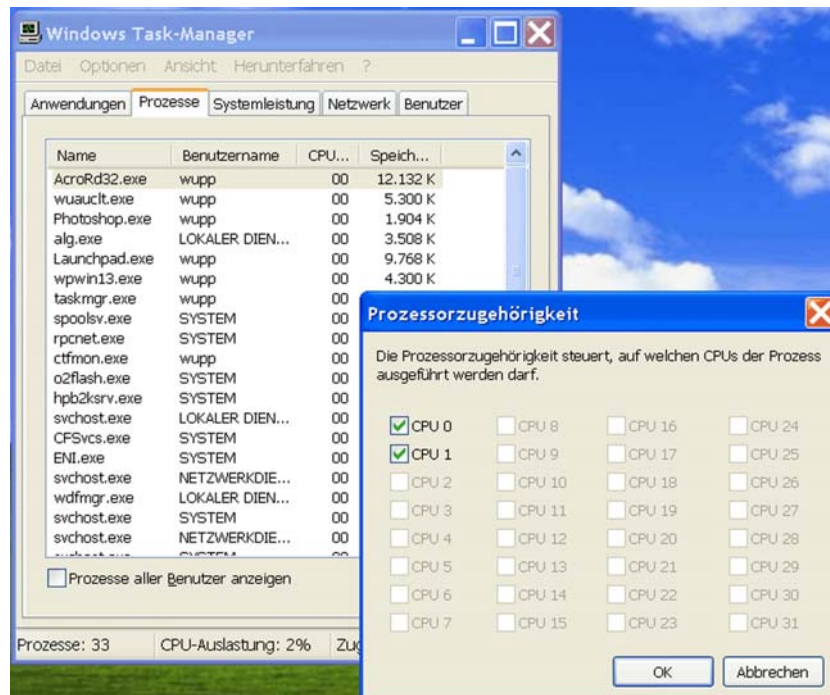 Windows Task-Manager
Datei Optionen Ansicht Herunterfahren ?
Anwendungen Prozesse Systemleistung Netzwerk Benutzer
Name Benutzername CPU... Speich...
AcroRd32.exe wupp 00 12.132 K
wuauclt.exe wupp 00 5.300 K
Photoshop.exe wupp 00 1.904 K
alg.exe LOKALER DIEN... 00 3.508 K
Launchpad.exe wupp 00 9.768 K
wpwin13.exe wupp 00 4.300 K
taskmgr.exe wupp 00
spoolsv.exe SYSTEM 00
rpcnet.exe SYSTEM 00
ctfmon.exe wupp 00
o2flash.exe SYSTEM 00
hpb2ksrv.exe SYSTEM 00
svchost.exe LOKALER DIEN... 00
CFSvcs.exe SYSTEM 00
ENI.exe SYSTEM 00
svchost.exe NETZWERKDIE... 00
wdfmgr.exe LOKALER DIEN... 00
svchost.exe SYSTEM 00
svchost.exe NETZWERKDIE... 00
Prozesse aller Benutzer anzeigen
Prozesse: 33 CPU-Auslastung: 2%
Prozessorzugehörigkeit
Die Prozessorzugehörigkeit steuert, auf welchen CPUs der Prozess
ausgeführt werden darf.
CPU 0 CPU 8 CPU 16 CPU 24
CPU 1 CPU 9 CPU 17 CPU 25
CPU 2 CPU 10 CPU 18 CPU 26
CPU 3 CPU 11 CPU 19 CPU 27
CPU 4 CPU 12 CPU 20 CPU 28
CPU 5 CPU 13 CPU 21 CPU 29
CPU 6 CPU 14 CPU 22 CPU 30
CPU 7 CPU 15 CPU 23 CPU 31
OK Abbrechen